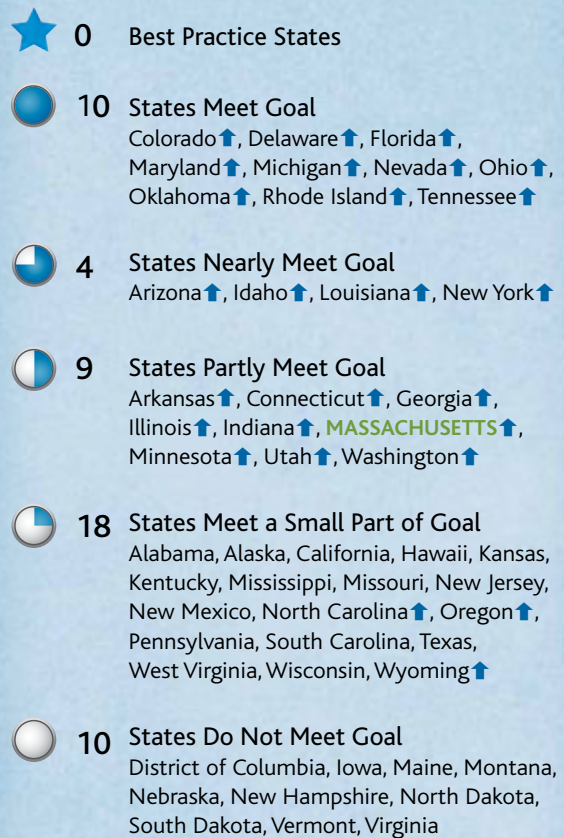 0 Best Practice States
10 States Meet Goal
Colorado⬆, Delaware⬆, Florida⬆,
Maryland⬆, Michigan⬆, Nevada⬆, Ohio⬆,
Oklahoma⬆, Rhode Island⬆, Tennessee⬆
4 States Nearly Meet Goal
Arizona⬆, Idaho⬆, Louisiana⬆, New York⬆
9 States Partly Meet Goal
Arkansas⬆, Connecticut⬆, Georgia⬆,
Illinois⬆, Indiana⬆, MASSACHUSETTS⬆,
Minnesota⬆, Utah⬆, Washington⬆
18 States Meet a Small Part of Goal
Alabama, Alaska, California, Hawaii, Kansas,
Kentucky, Mississippi, Missouri, New Jersey,
New Mexico, North Carolina⬆, Oregon⬆,
Pennsylvania, South Carolina, Texas,
West Virginia, Wisconsin, Wyoming⬆
10 States Do Not Meet Goal
District of Columbia, Iowa, Maine, Montana,
Nebraska, New Hampshire, North Dakota,
South Dakota, Vermont, Virginia